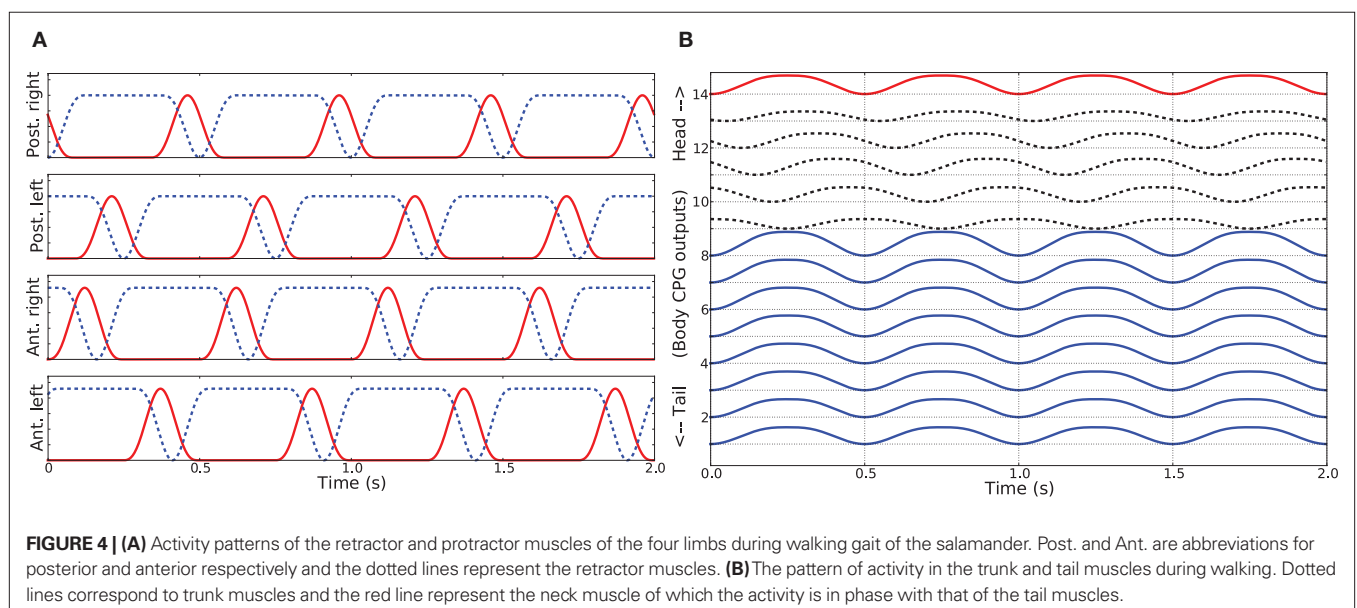 A
Post. right
Post. left
Ant. right
Ant. left
0
0.5
1.0
1.5
2.0
Time (s)
B
<-- Tail (Body CPG outputs) Head -->
14
12
10
8
6
4
2
0.0
0.5
1.0
1.5
2.0
Time (s)
FIGURE 4 | (A) Activity patterns of the retractor and protractor muscles of the four limbs during walking gait of the salamander. Post. and Ant. are abbreviations for
posterior and anterior respectively and the dotted lines represent the retractor muscles. (B) The pattern of activity in the trunk and tail muscles during walking. Dotted
lines correspond to trunk muscles and the red line represent the neck muscle of which the activity is in phase with that of the tail muscles.